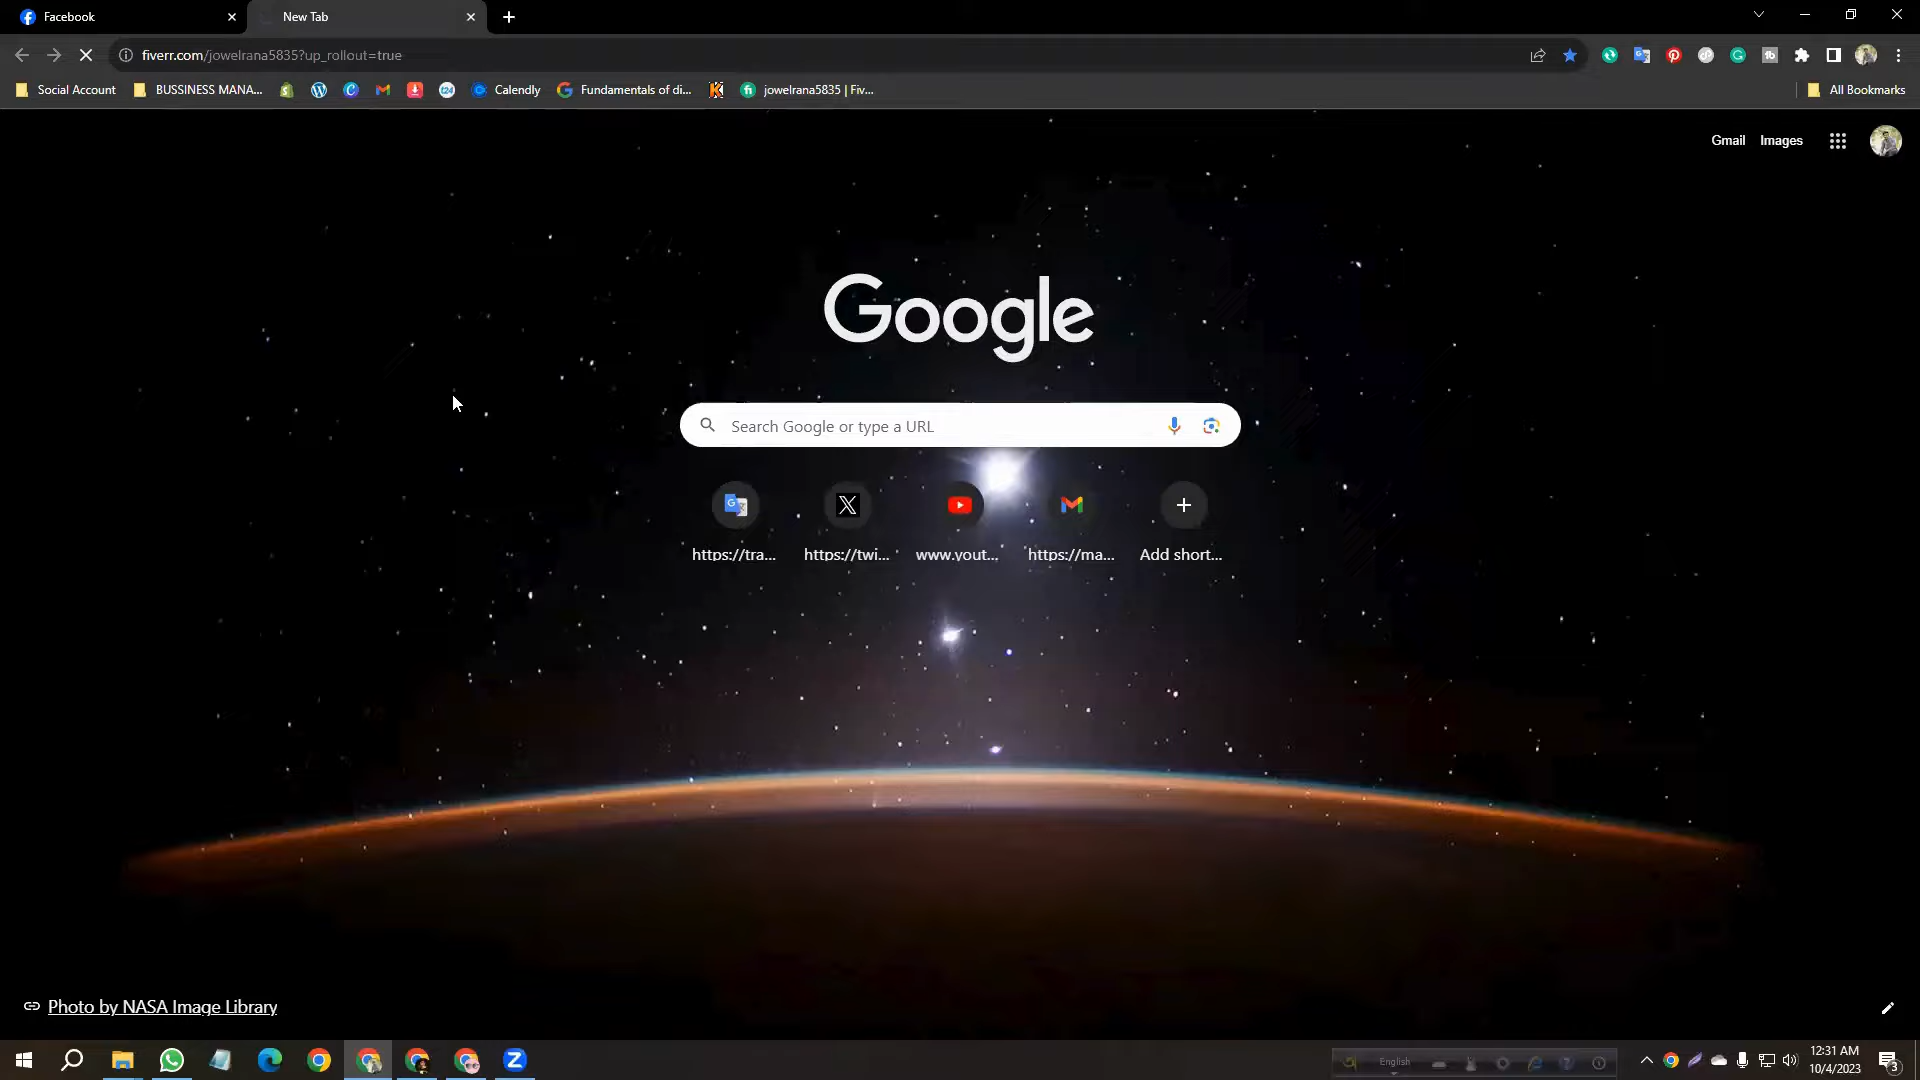 Facebook
New Tab
fiverr.com/jowelrana5835?up_rollout=true
Social Account
BUSSINESS MANA...
Calendly
Fundamentals of di...
jowelrana5835 | Fiv...
All Bookmarks
Gmail
Images
Google
Search Google or type a URL
https://tra...
https://twi...
www.yout...
https://ma...
Add short...
Photo by NASA Image Library
English
12:31 AM
10/4/2023
3